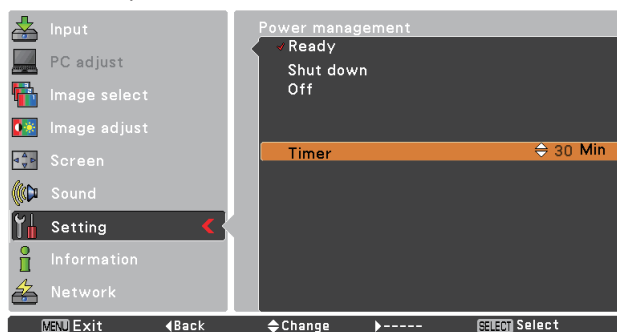 Input
PC adjust
Image select
Image adjust
Screen
Sound
Setting
Information
Network
Power management
Ready
Shut down
Off
Timer 30 Min
MENU Exit Back Change ----- SELECT Select